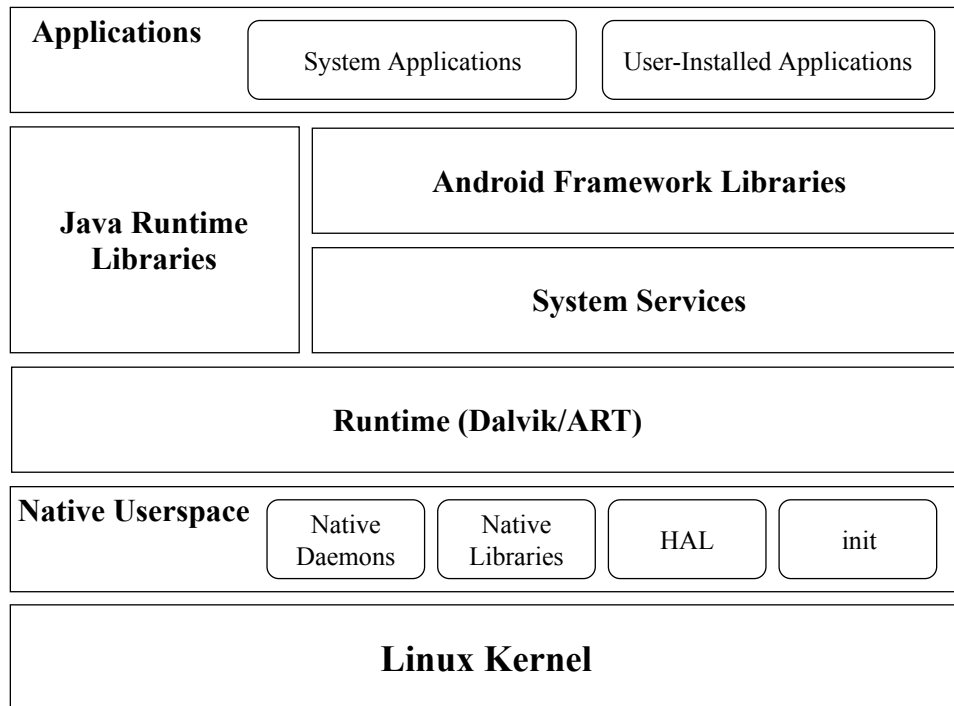 Applications
System Applications
User-Installed Applications
Java Runtime
Libraries
Android Framework Libraries
System Services
Runtime (Dalvik/ART)
Native Userspace
Native
Daemons
Native
Libraries
HAL
init
Linux Kernel